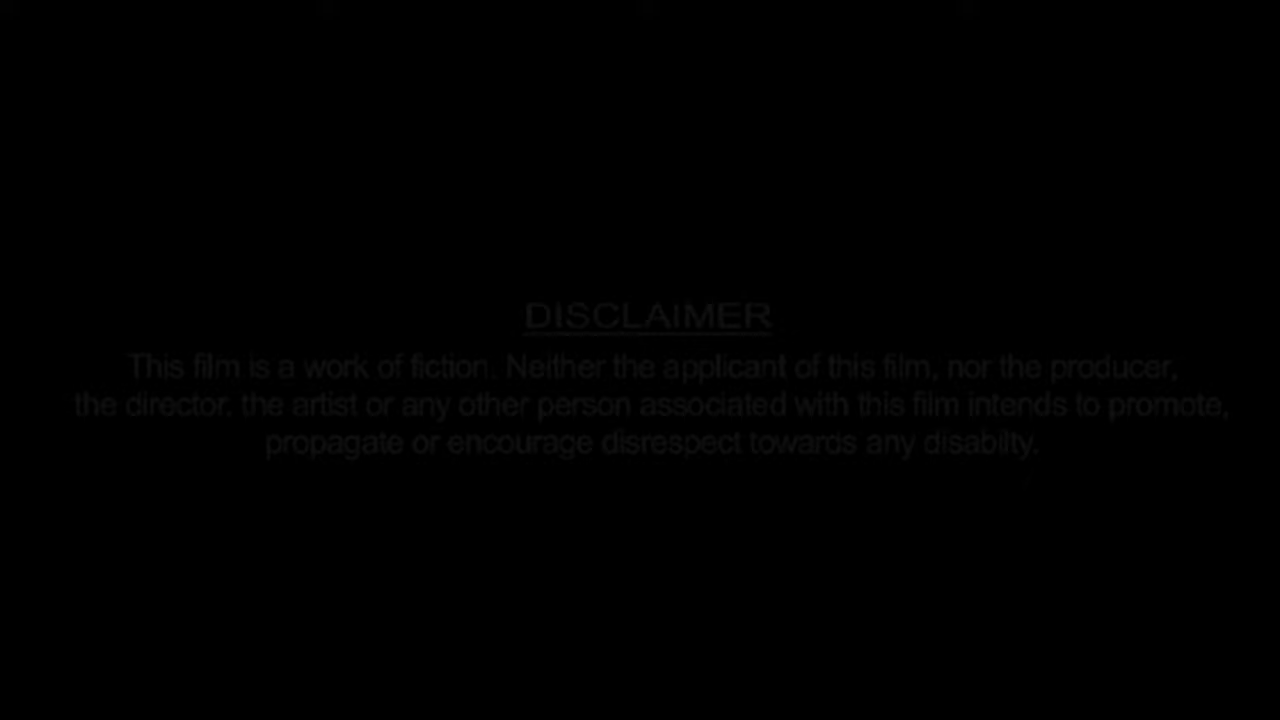 DISCLAIMER
This film is a work of fiction. Neither the applicant of this film, nor the producer,
the director, the artist or any other person associated with this film intends to promote,
propagate or encourage disrespect towards any disabilty.